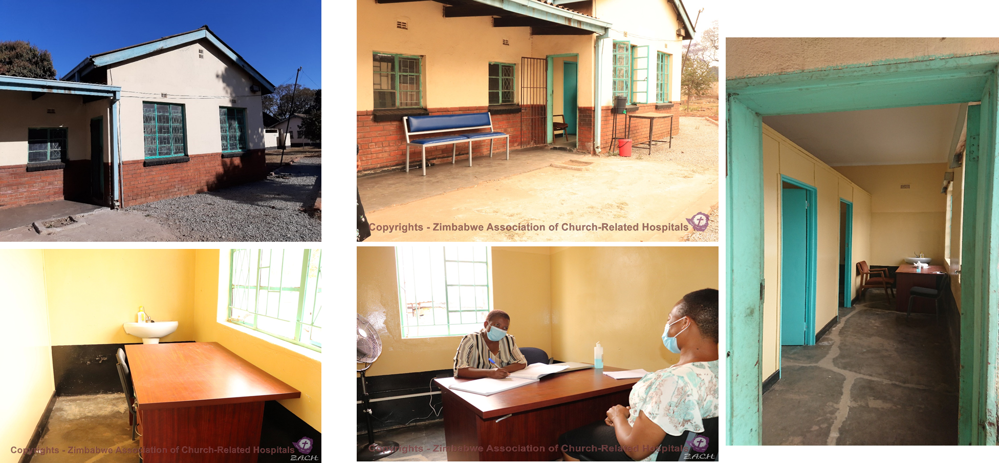 Copyrights - Zimbabwe Association of Church-Related Hospitals
Copyrights - Zimbabwe Association of Church-Related Hospitals
Z.A.C.H
Copyrights - Zimbabwe Association of Church-Related Hospitals
Z.A.C.H